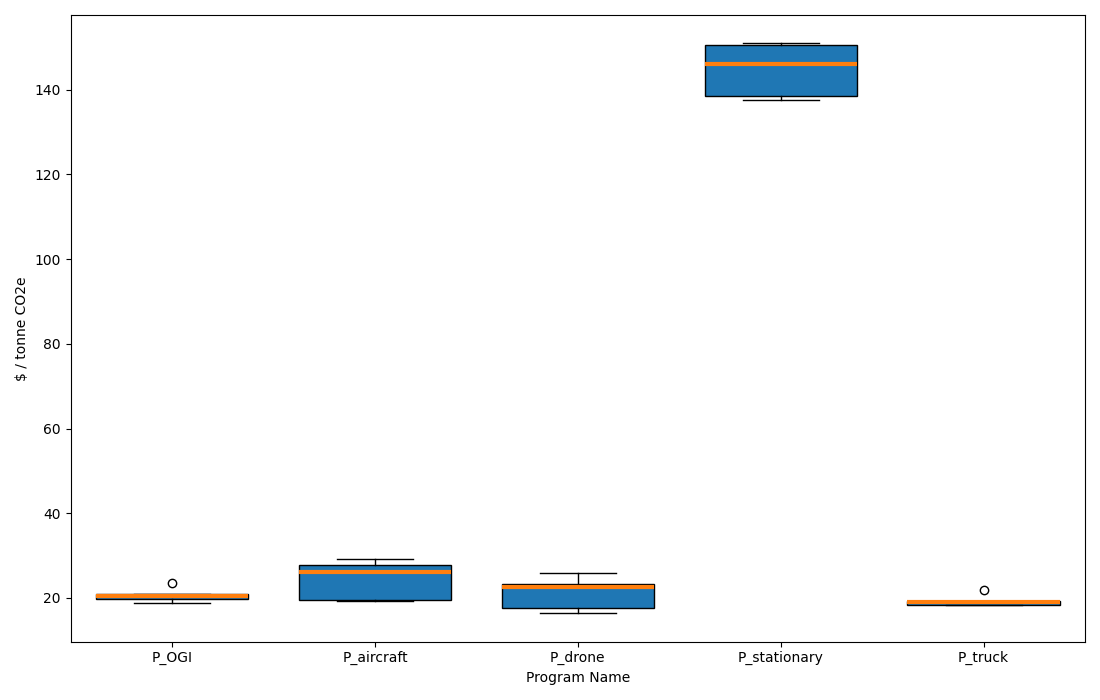 $ / tonne CO2e
140
120
100
80
60
40
20
P_OGI
P_aircraft
P_drone
P_stationary
P_truck
Program Name